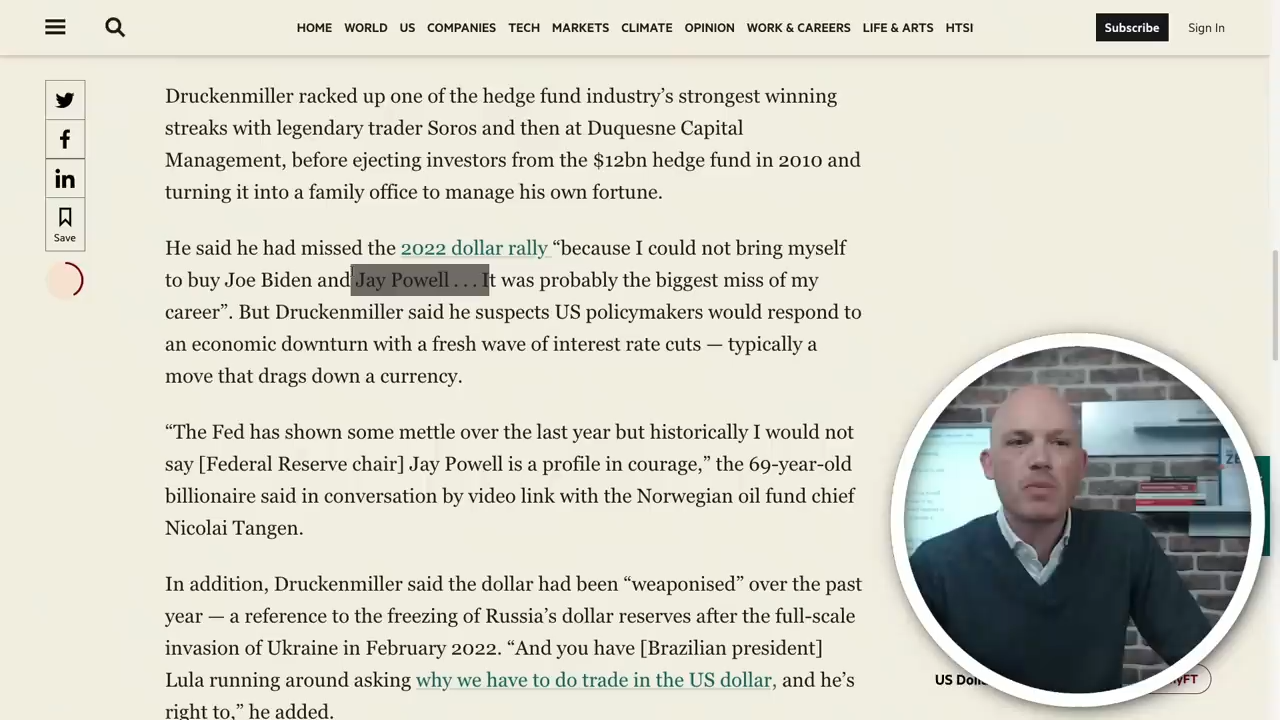 HOME WORLD US COMPANIES TECH MARKETS CLIMATE OPINION WORK & CAREERS LIFE & ARTS HTSI
Subscribe Sign In
Save
Druckenmiller racked up one of the hedge fund industry’s strongest winning
streaks with legendary trader Soros and then at Duquesne Capital
Management, before ejecting investors from the $12bn hedge fund in 2010 and
turning it into a family office to manage his own fortune.
He said he had missed the 2022 dollar rally “because I could not bring myself
to buy Joe Biden and Jay Powell . . . It was probably the biggest miss of my
career”. But Druckenmiller said he suspects US policymakers would respond to
an economic downturn with a fresh wave of interest rate cuts — typically a
move that drags down a currency.
“The Fed has shown some mettle over the last year but historically I would not
say [Federal Reserve chair] Jay Powell is a profile in courage,” the 69-year-old
billionaire said in conversation by video link with the Norwegian oil fund chief
Nicolai Tangen.
In addition, Druckenmiller said the dollar had been “weaponised” over the past
year — a reference to the freezing of Russia’s dollar reserves after the full-scale
invasion of Ukraine in February 2022. “And you have [Brazilian president]
Lula running around asking why we have to do trade in the US dollar, and he’s
right to,” he added.
US